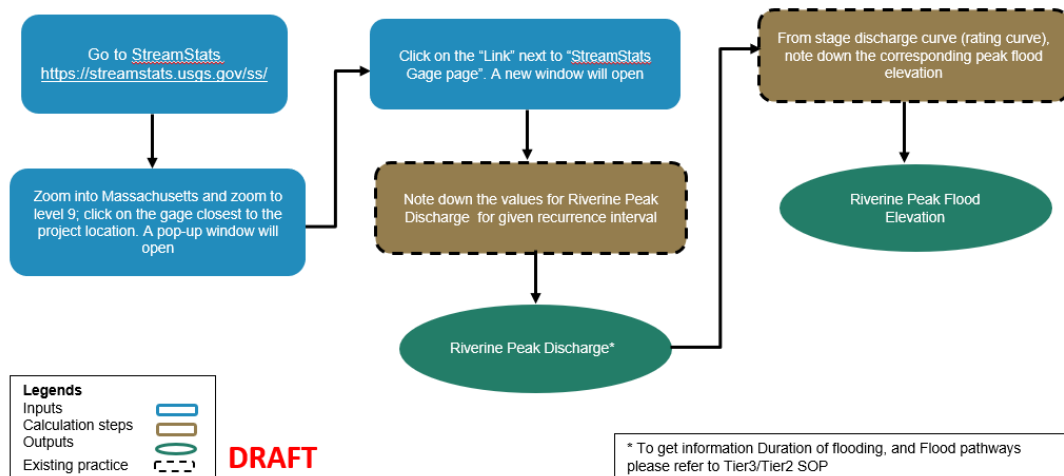 Go to StreamStats
https://streamstats.usgs.gov/ss/
Zoom into Massachusetts and zoom to
level 9; click on the gage closest to the
project location. A pop-up window will
open
Click on the “Link” next to “StreamStats
Gage page”. A new window will open
Note down the values for Riverine Peak
Discharge for given recurrence interval
Riverine Peak Discharge*
From stage discharge curve (rating curve),
note down the corresponding peak flood
elevation
Riverine Peak Flood
Elevation
Legends
Inputs
Calculation steps
Outputs
Existing practice
DRAFT
* To get information Duration of flooding, and Flood pathways
please refer to Tier3/Tier2 SOP